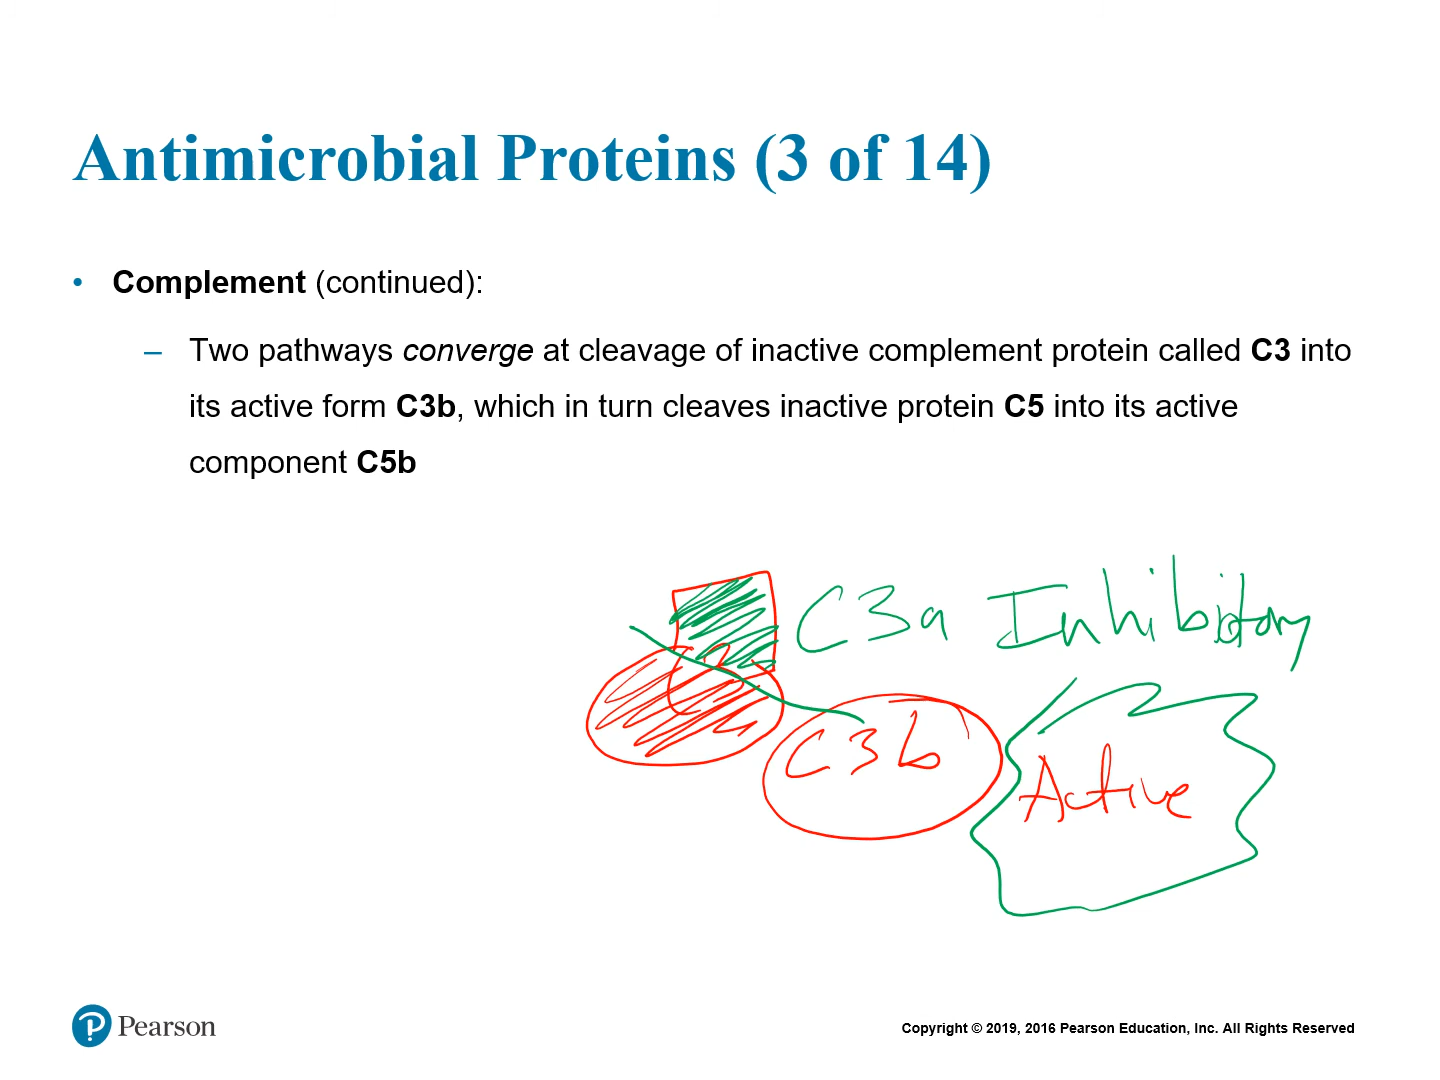 Antimicrobial Proteins (3 of 14)
• Complement (continued):
– Two pathways converge at cleavage of inactive complement protein called C3 into
its active form C3b, which in turn cleaves inactive protein C5 into its active
component C5b
C3a Inhibitory
C3
C3b
Active
Pearson
Copyright © 2019, 2016 Pearson Education, Inc. All Rights Reserved